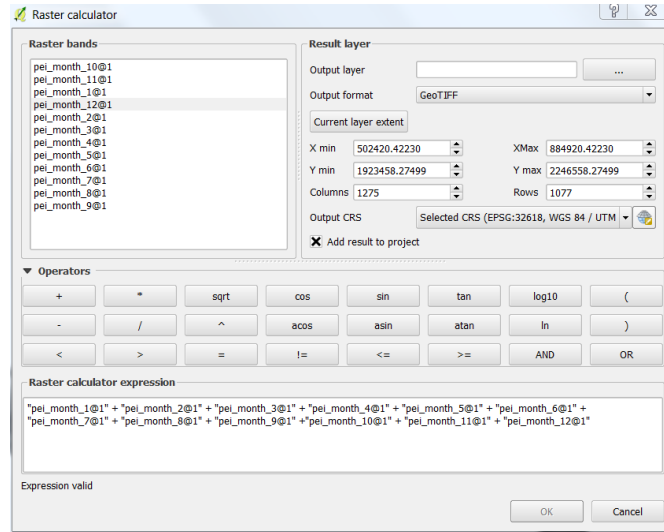 Raster calculator
Raster bands
pei_month_10@1
pei_month_11@1
pei_month_1@1
pei_month_12@1
pei_month_2@1
pei_month_3@1
pei_month_4@1
pei_month_5@1
pei_month_6@1
pei_month_7@1
pei_month_8@1
pei_month_9@1
Result layer
Output layer ...
Output format GeoTIFF
Current layer extent
X min 502420.42230 XMax 884920.42230
Y min 1923458.27499 Y max 2246558.27499
Columns 1275 Rows 1077
Output CRS Selected CRS (EPSG:32618, WGS 84 / UTM
Add result to project
Operators
+ * sqrt cos sin tan log10 (
- / ^ acos asin atan ln )
< > = != <= >= AND OR
Raster calculator expression
"pei_month_1@1" + "pei_month_2@1" + "pei_month_3@1" + "pei_month_4@1" + "pei_month_5@1" + "pei_month_6@1" +
"pei_month_7@1" + "pei_month_8@1" + "pei_month_9@1" +"pei_month_10@1" + "pei_month_11@1" + "pei_month_12@1"
Expression valid
OK Cancel